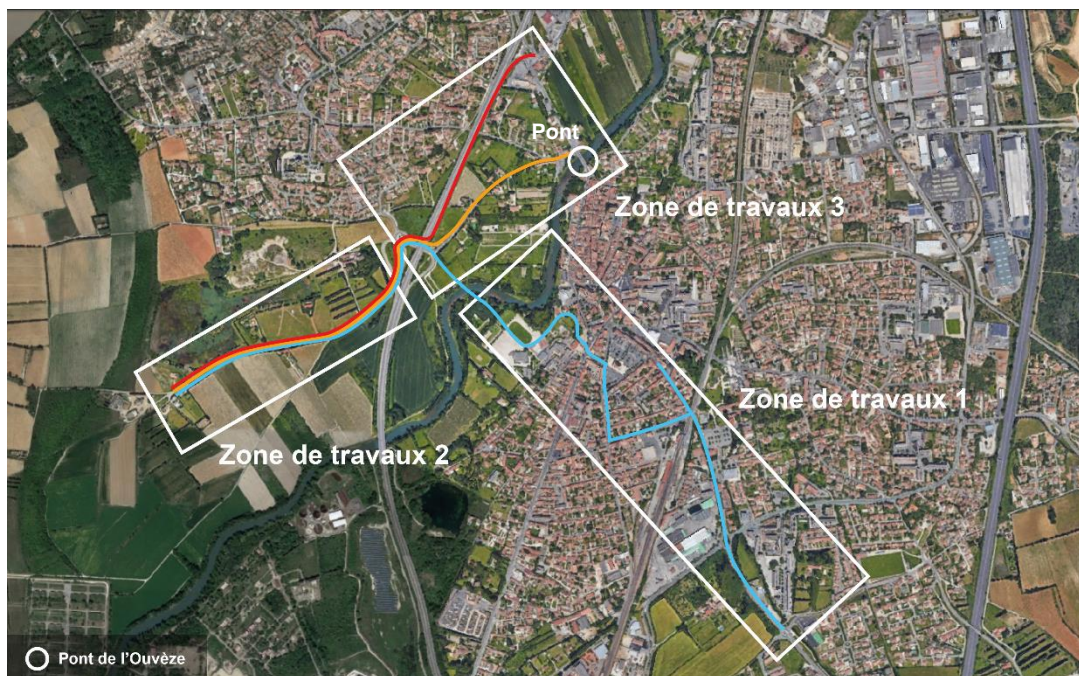 Pont
Zone de travaux 3
Zone de travaux 1
Zone de travaux 2
Pont de l'Ouvèze